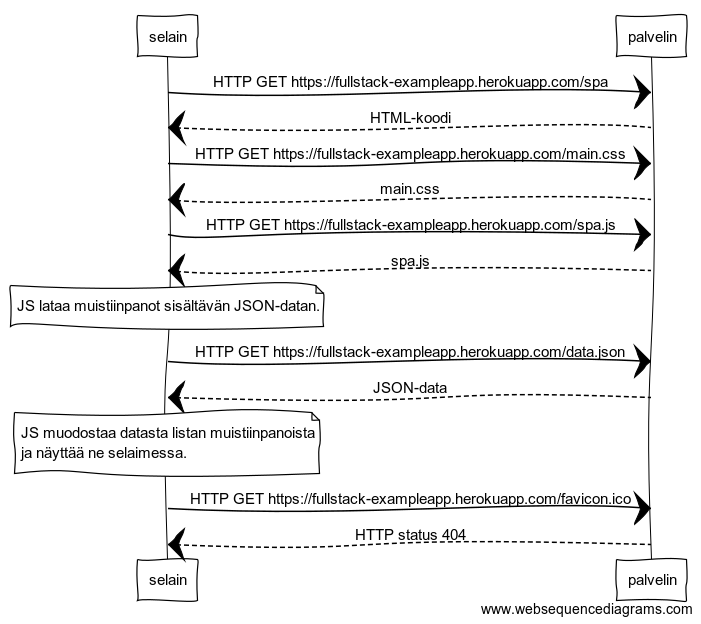 selain
palvelin
HTTP GET https://fullstack-exampleapp.herokuapp.com/spa
HTML-koodi
HTTP GET https://fullstack-exampleapp.herokuapp.com/main.css
main.css
HTTP GET https://fullstack-exampleapp.herokuapp.com/spa.js
spa.js
JS lataa muistiinpanot sisältävän JSON-datan.
HTTP GET https://fullstack-exampleapp.herokuapp.com/data.json
JSON-data
JS muodostaa datasta listan muistiinpanoista
ja näyttää ne selaimessa.
HTTP GET https://fullstack-exampleapp.herokuapp.com/favicon.ico
HTTP status 404
selain
palvelin
www.websequencediagrams.com